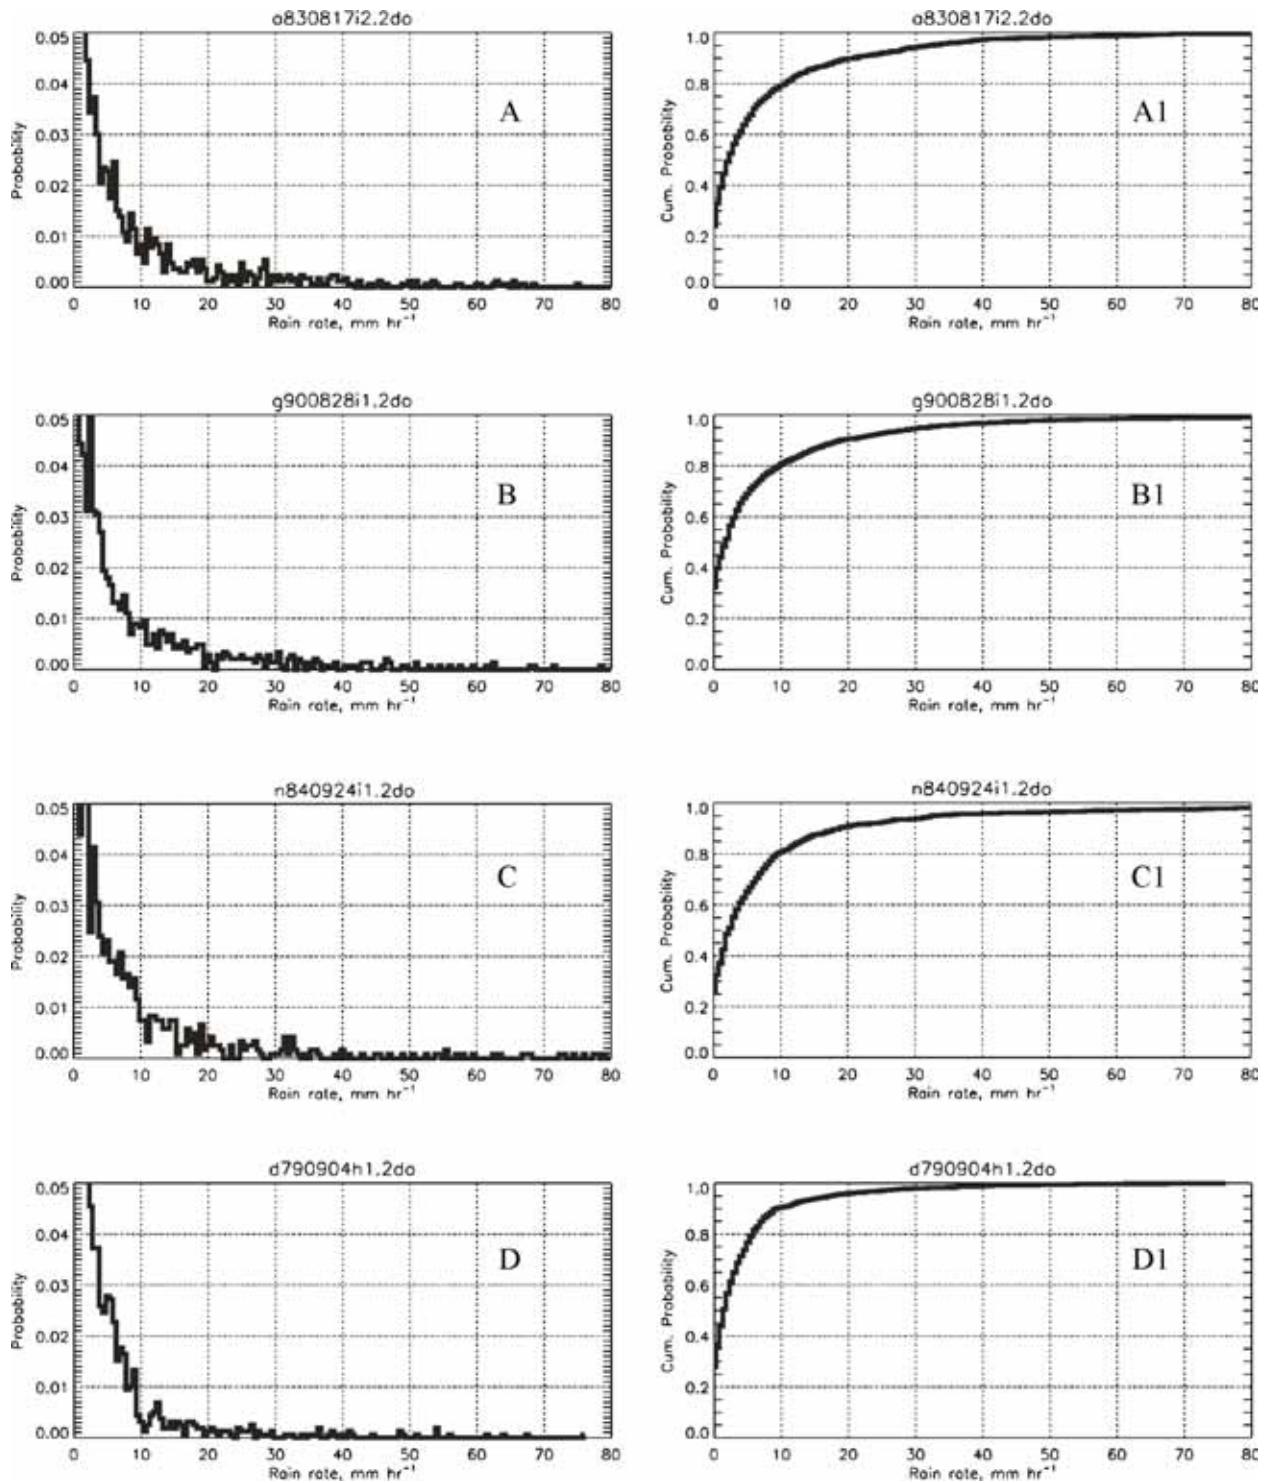 a830817i2.2do
0.05
0.04
0.03
0.02
0.01
0.00
Probability
A
0 10 20 30 40 50 60 70 80
Rain rate, mm hr⁻¹
a830817i2.2do
1.0
0.8
0.6
0.4
0.2
0.0
Cum. Probability
A1
0 10 20 30 40 50 60 70 80
Rain rate, mm hr⁻¹
g900828i1.2do
0.05
0.04
0.03
0.02
0.01
0.00
Probability
B
0 10 20 30 40 50 60 70 80
Rain rate, mm hr⁻¹
g900828i1.2do
1.0
0.8
0.6
0.4
0.2
0.0
Cum. Probability
B1
0 10 20 30 40 50 60 70 80
Rain rate, mm hr⁻¹
n840924i1.2do
0.05
0.04
0.03
0.02
0.01
0.00
Probability
C
0 10 20 30 40 50 60 70 80
Rain rate, mm hr⁻¹
n840924i1.2do
1.0
0.8
0.6
0.4
0.2
0.0
Cum. Probability
C1
0 10 20 30 40 50 60 70 80
Rain rate, mm hr⁻¹
d790904h1.2do
0.05
0.04
0.03
0.02
0.01
0.00
Probability
D
0 10 20 30 40 50 60 70 80
Rain rate, mm hr⁻¹
d790904h1.2do
1.0
0.8
0.6
0.4
0.2
0.0
Cum. Probability
D1
0 10 20 30 40 50 60 70 80
Rain rate, mm hr⁻¹